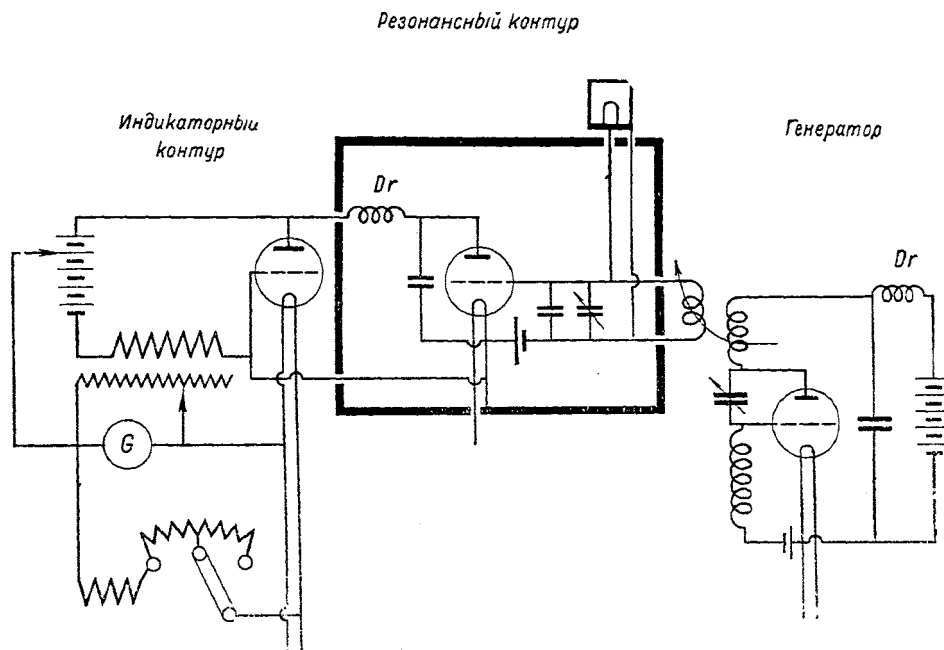 Резонансный контур
Индикаторный
контур
Генератор
Dr
Dr
G